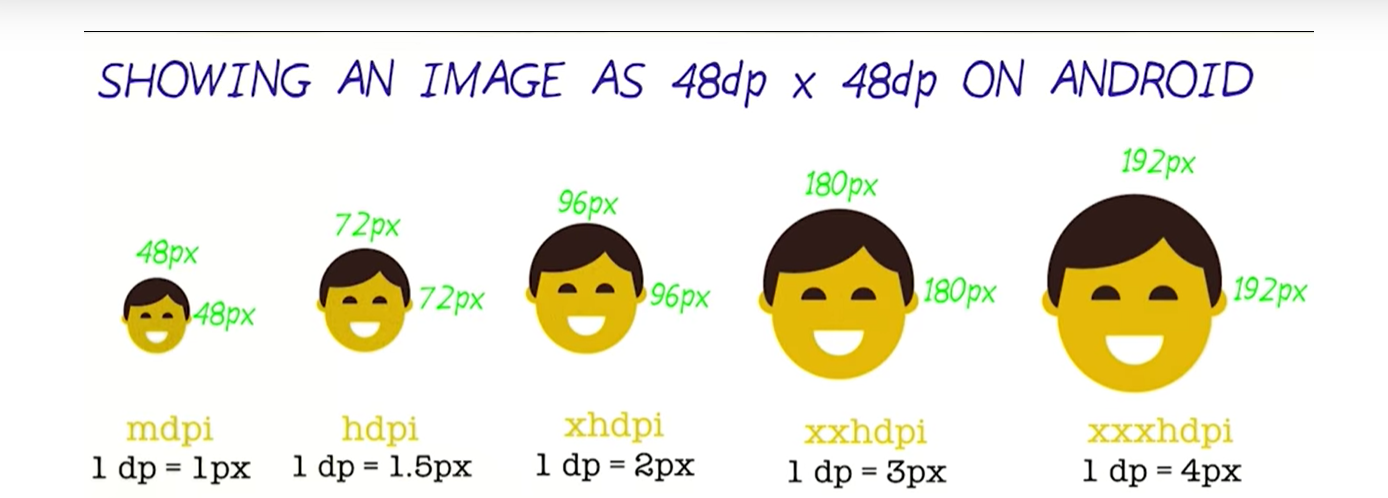 SHOWING AN IMAGE AS 48dp x 48dp ON ANDROID
192px
180px
96px
72px
48px
192px
180px
96px
72px
48px
mdpi
hdpi
xhdpi
xxhdpi
xxxhdpi
1 dp = 1px
1 dp = 1.5px
1 dp = 2px
1 dp = 3px
1 dp = 4px